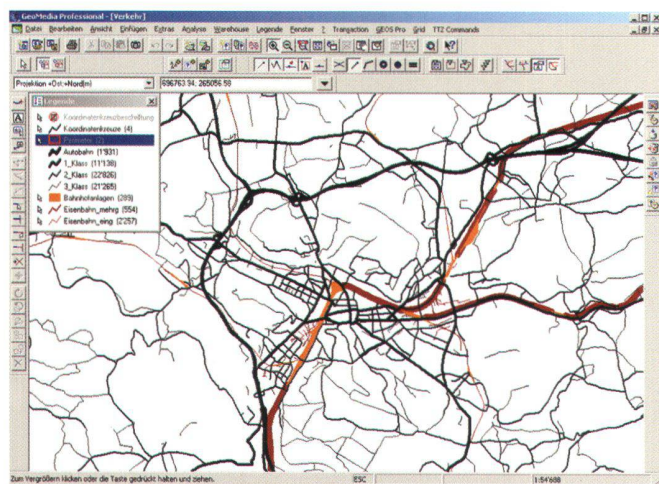 GeoMedia Professional - [Verkehr]
Datei Bearbeiten Ansicht Einfügen Extras Analyse Warehouse Legende Fenster ? Transaction GEOS Pro Grid TT2 Commands
Projektion +Ost:+Nord(m) 696763.94, 265056.58
Legende
Koordinatenkreuzbeschriftung
Koordinatenkreuze (4)
Autobahn (1'931)
1_Klass (11'138)
2_Klass (22'826)
3_Klass (21'265)
Bahnhofanlagen (289)
Eisenbahn_mehrg (554)
Eisenbahn_eing (2'257)
Zum Vergrößern klicken oder die Taste gedrückt halten und ziehen. ESC 1:54'608